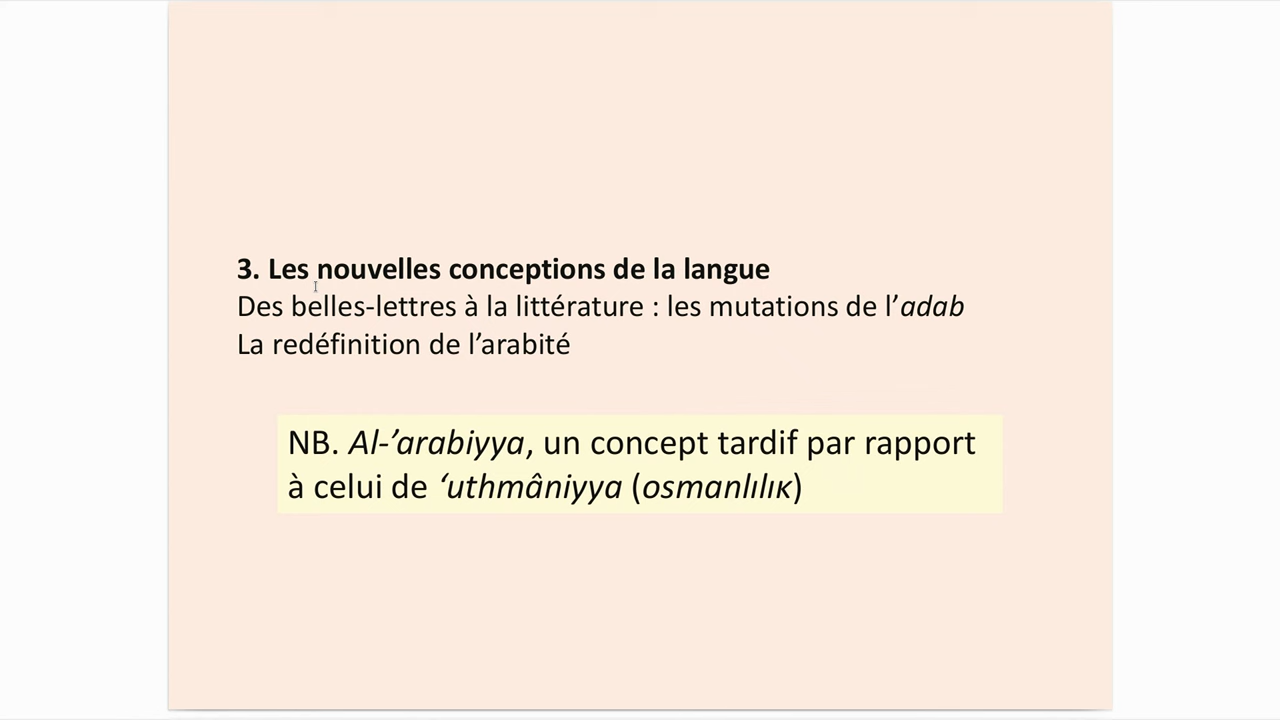 3. Les nouvelles conceptions de la langue
Des belles-lettres à la littérature : les mutations de l’adab
La redéfinition de l’arabité
NB. Al-’arabiyya, un concept tardif par rapport
à celui de ‘uthmâniyya (osmanlılıк)